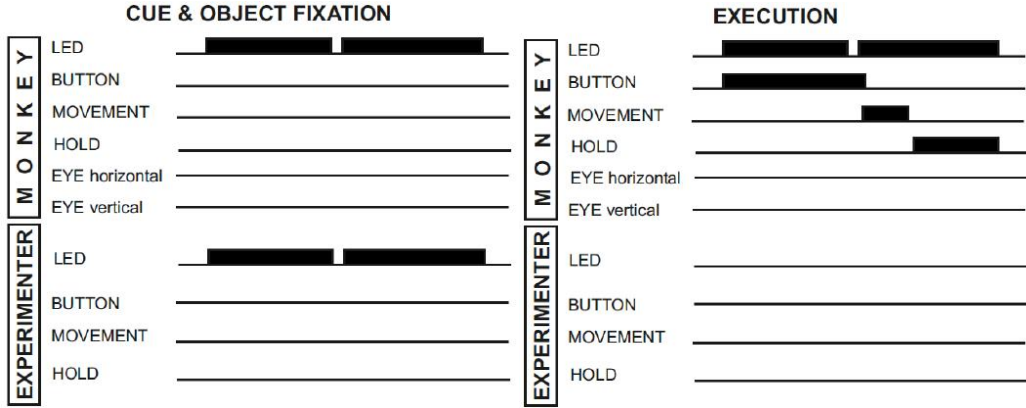 CUE & OBJECT FIXATION
MONKEY
LED
BUTTON
MOVEMENT
HOLD
EYE horizontal
EYE vertical
EXPERIMENTER
LED
BUTTON
MOVEMENT
HOLD
EXECUTION
MONKEY
LED
BUTTON
MOVEMENT
HOLD
EYE horizontal
EYE vertical
EXPERIMENTER
LED
BUTTON
MOVEMENT
HOLD